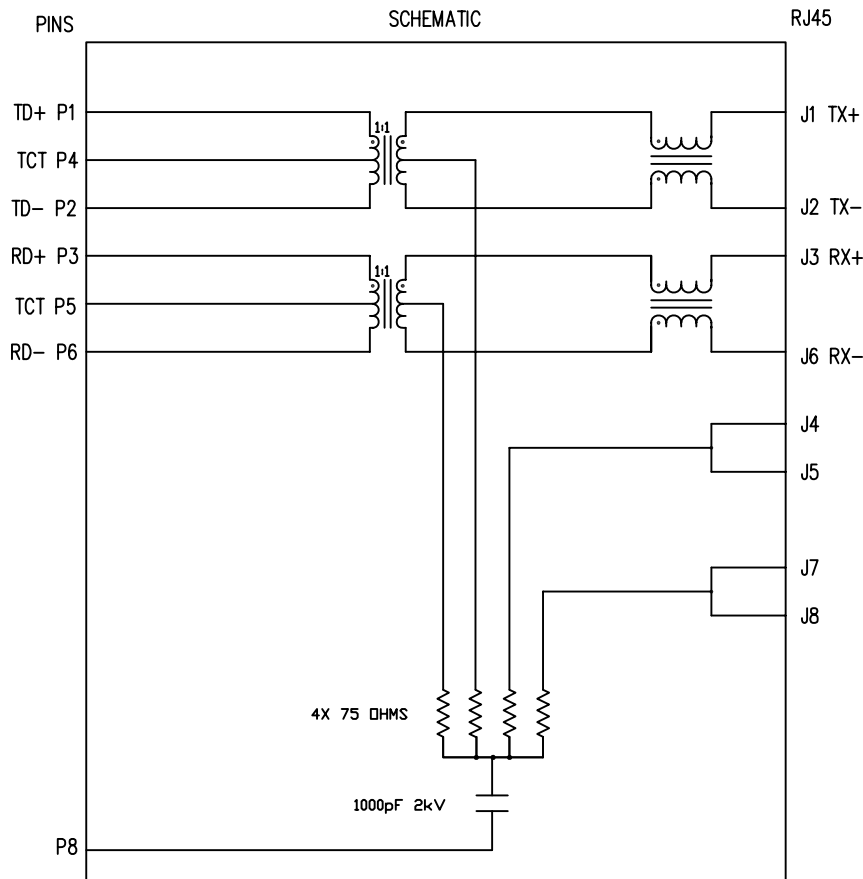 PINS
SCHEMATIC
RJ45
TD+ P1
1:1
J1 TX+
TCT P4
TD- P2
J2 TX-
RD+ P3
1:1
J3 RX+
TCT P5
RD- P6
J6 RX-
J4
J5
J7
J8
4X 75 OHMS
1000pF 2kV
P8